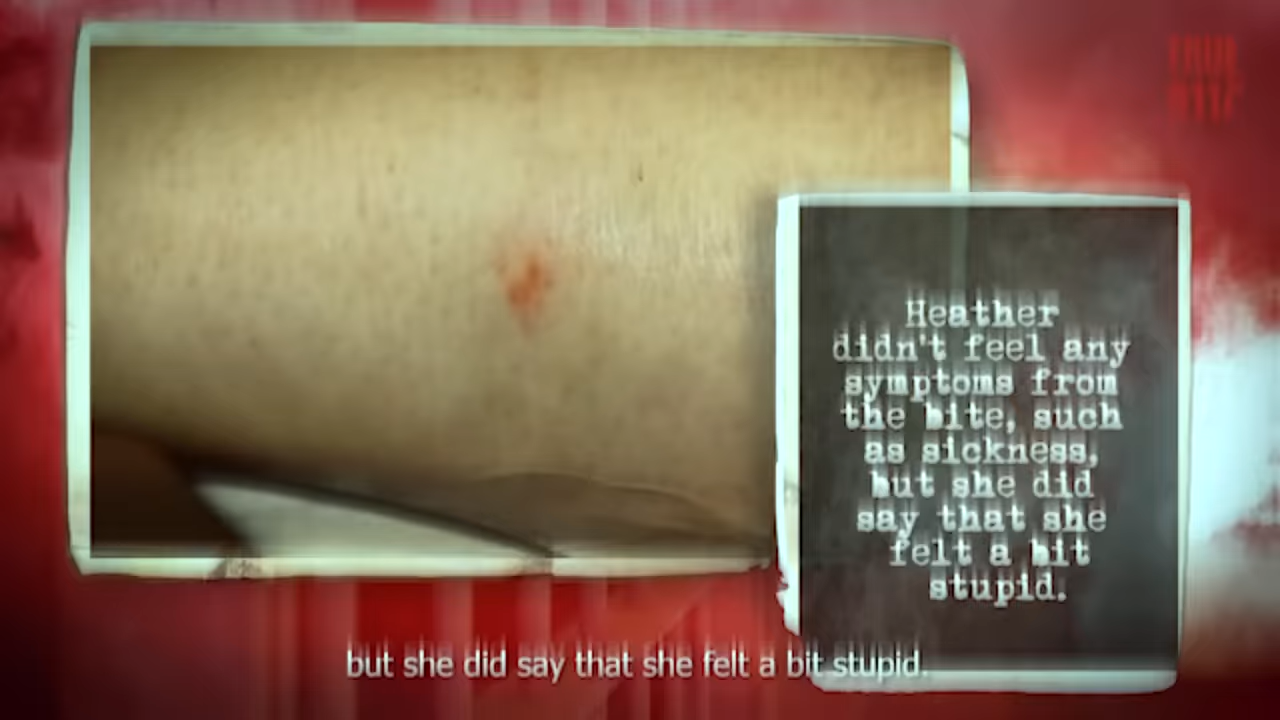 Heather
didn't feel any
symptoms from
the bite, such
as sickness,
but she did
say that she
felt a bit
stupid.
but she did say that she felt a bit stupid.